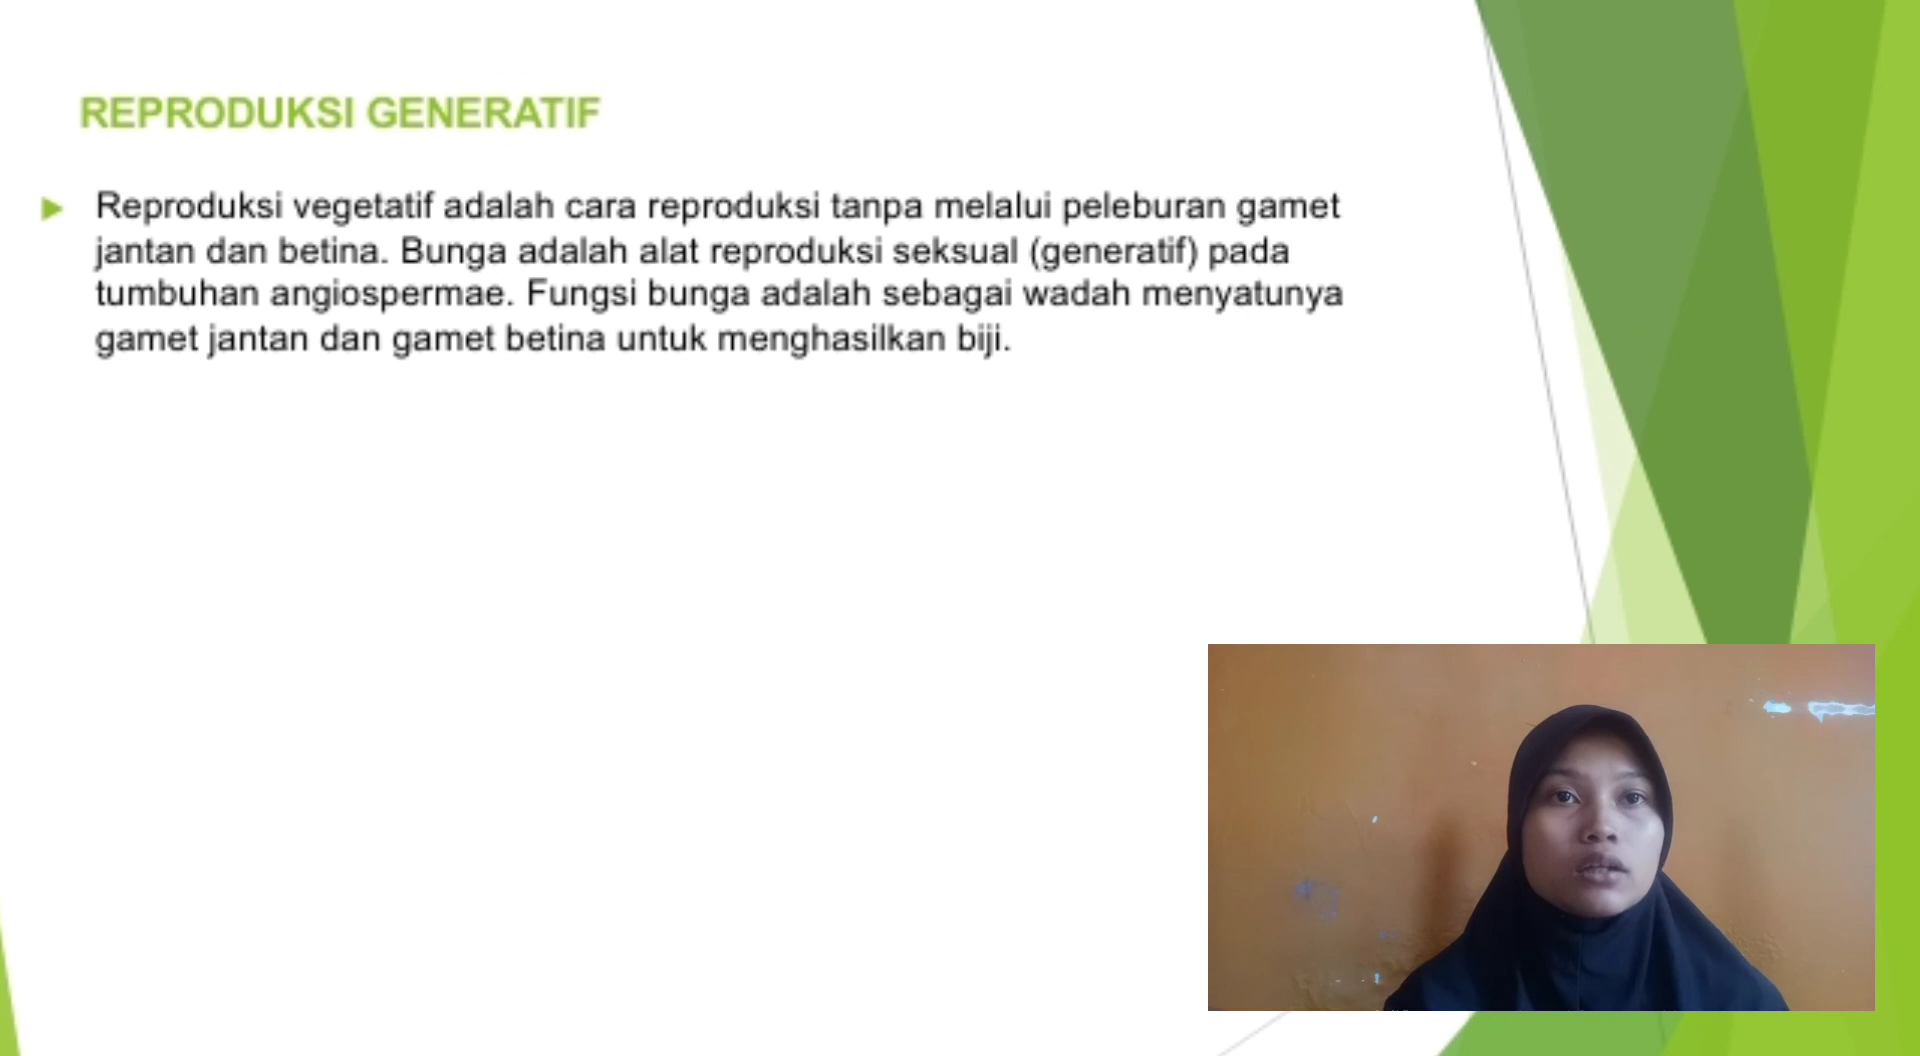 REPRODUKSI GENERATIF
Reproduksi vegetatif adalah cara reproduksi tanpa melalui peleburan gamet
jantan dan betina. Bunga adalah alat reproduksi seksual (generatif) pada
tumbuhan angiospermae. Fungsi bunga adalah sebagai wadah menyatunya
gamet jantan dan gamet betina untuk menghasilkan biji.